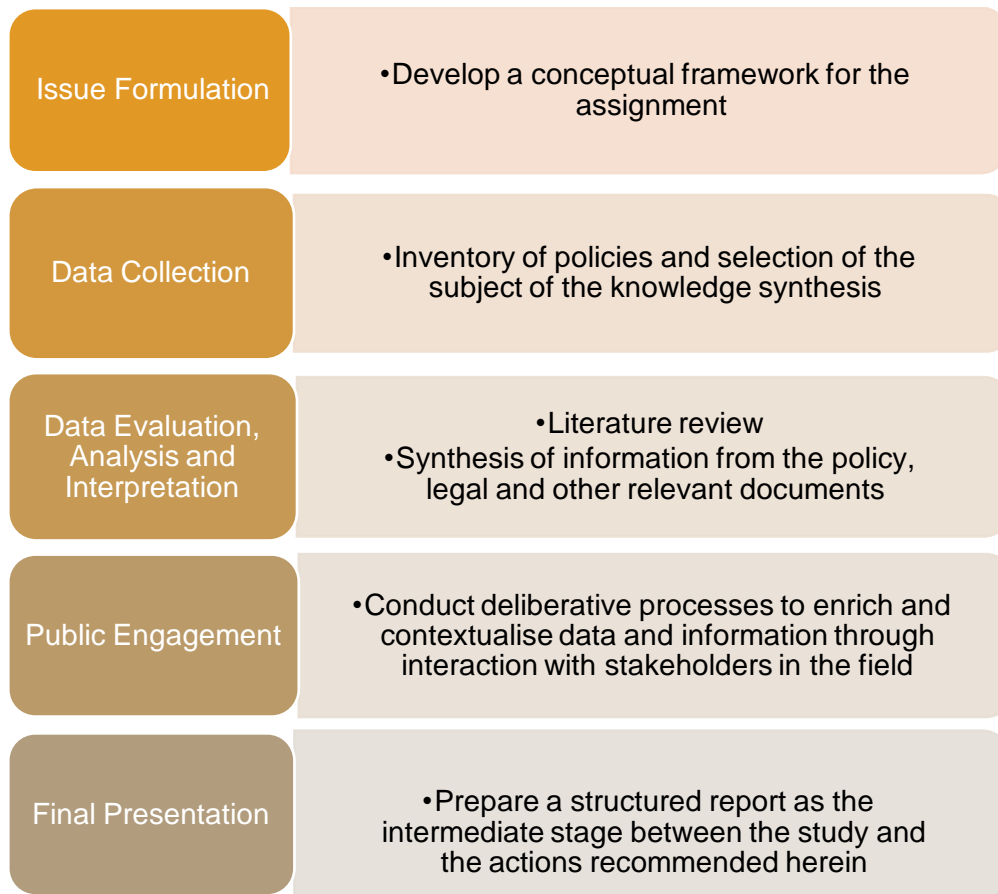 Issue Formulation
•Develop a conceptual framework for the
assignment
Data Collection
•Inventory of policies and selection of the
subject of the knowledge synthesis
Data Evaluation,
Analysis and
Interpretation
•Literature review
•Synthesis of information from the policy,
legal and other relevant documents
Public Engagement
•Conduct deliberative processes to enrich and
contextualise data and information through
interaction with stakeholders in the field
Final Presentation
•Prepare a structured report as the
intermediate stage between the study and
the actions recommended herein